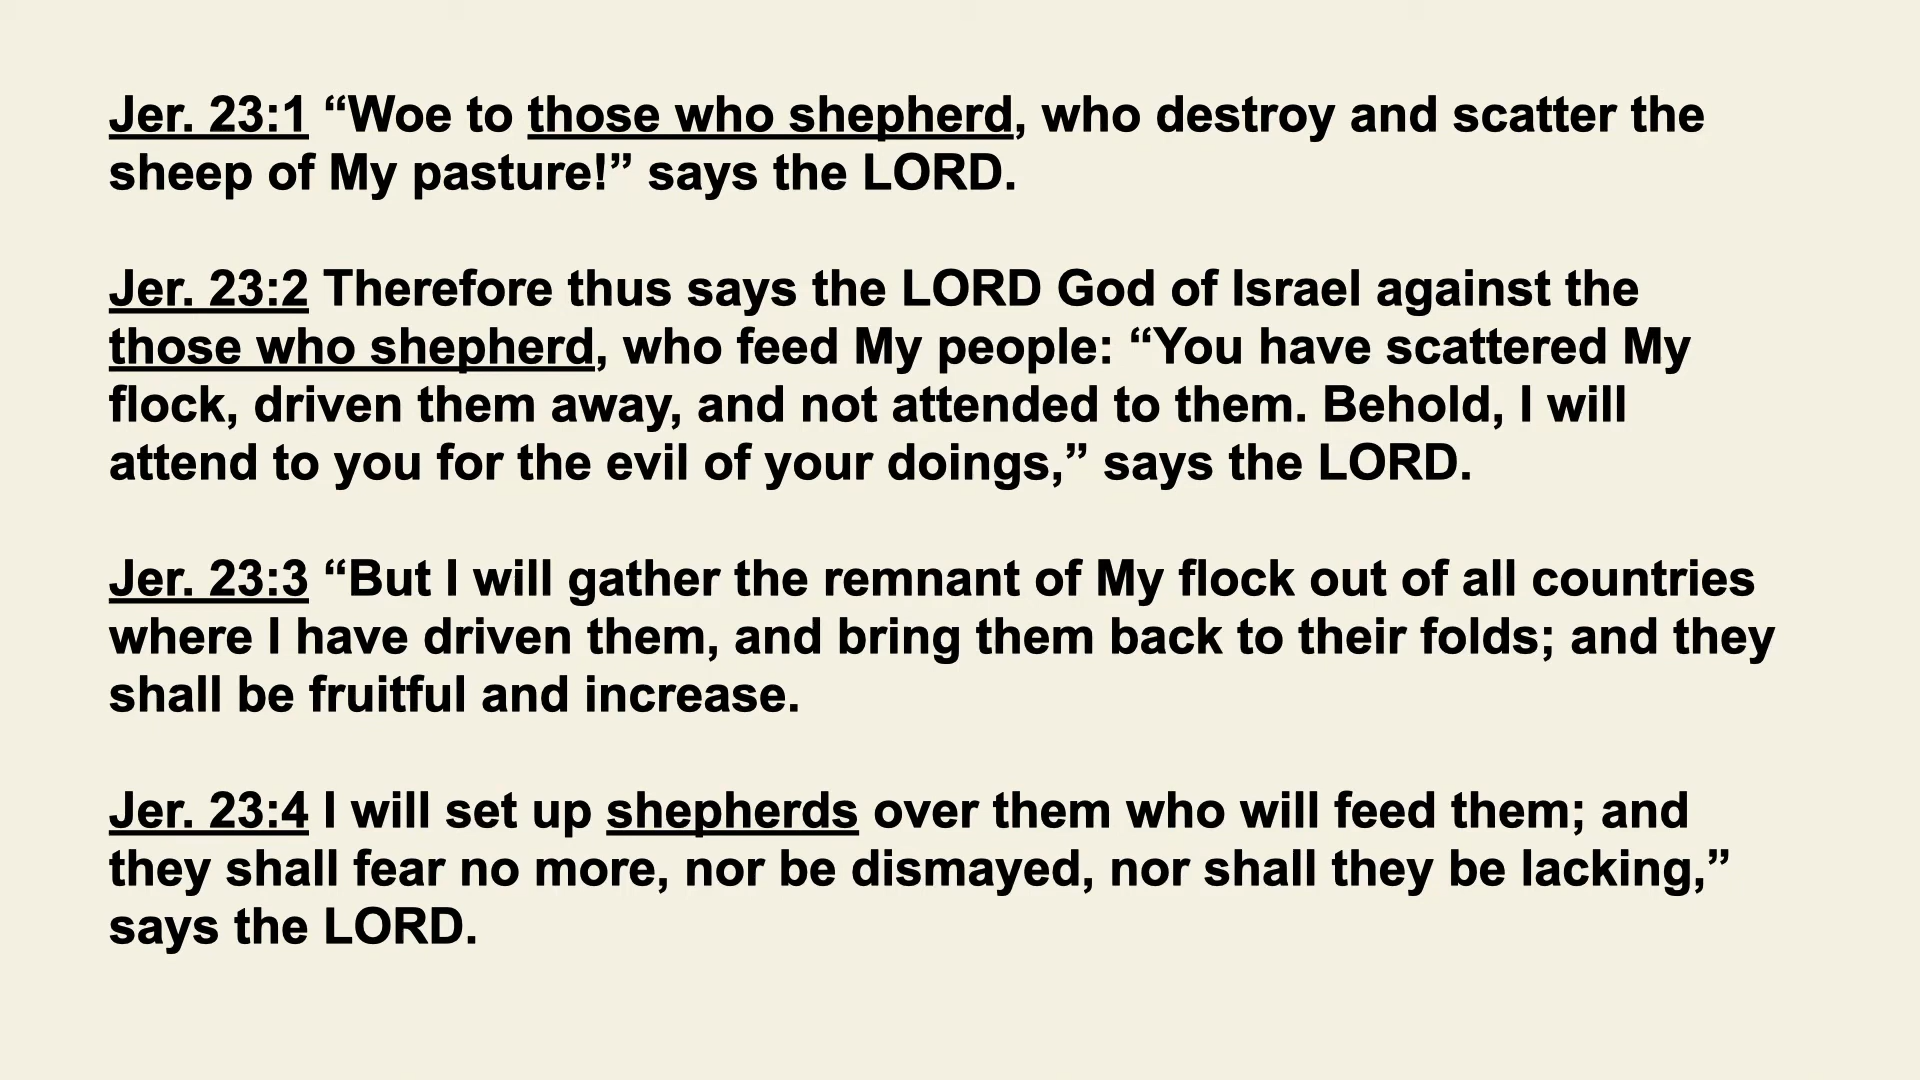 Jer. 23:1 “Woe to those who shepherd, who destroy and scatter the
sheep of My pasture!” says the LORD.
Jer. 23:2 Therefore thus says the LORD God of Israel against the
those who shepherd, who feed My people: “You have scattered My
flock, driven them away, and not attended to them. Behold, I will
attend to you for the evil of your doings,” says the LORD.
Jer. 23:3 “But I will gather the remnant of My flock out of all countries
where I have driven them, and bring them back to their folds; and they
shall be fruitful and increase.
Jer. 23:4 I will set up shepherds over them who will feed them; and
they shall fear no more, nor be dismayed, nor shall they be lacking,”
says the LORD.